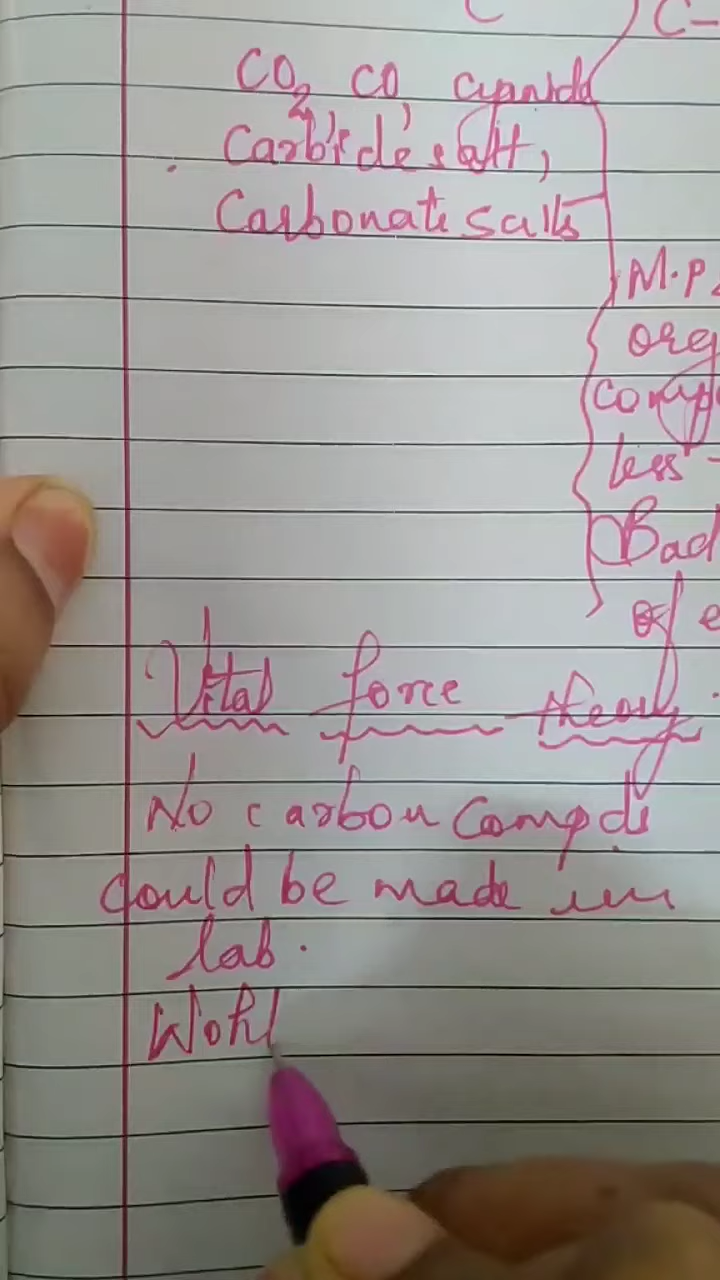 C
CO2, CO, cyanide
Carbide salt,
Carbonate salts
C-
M.P
org
comp
less -
Bad
of e
Vital force theory
No carbon compds
could be made in
lab.
Wohl